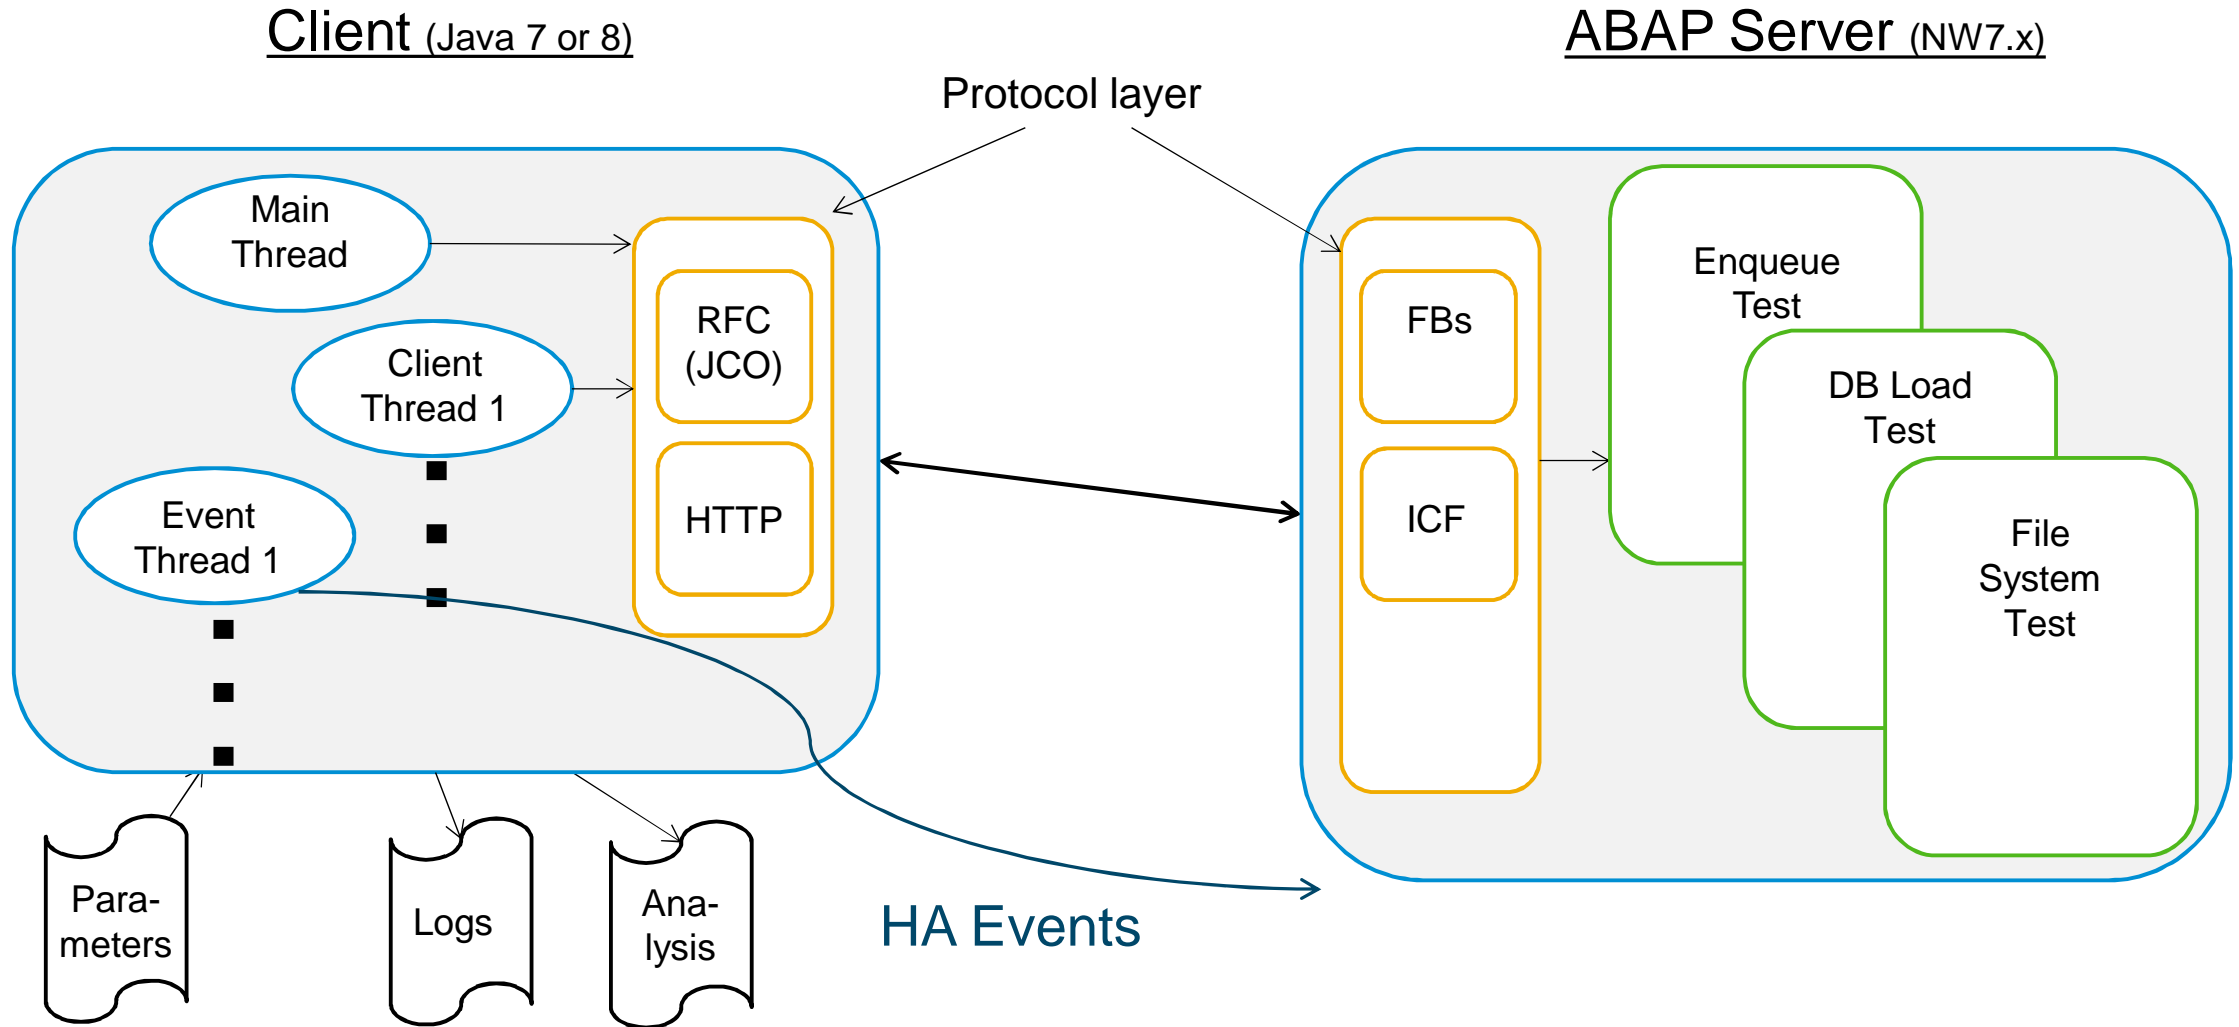 Client (Java 7 or 8)
ABAP Server (NW7.x)
Protocol layer
Main
Thread
Client
Thread 1
Event
Thread 1
RFC
(JCO)
HTTP
FBs
ICF
Enqueue
Test
DB Load
Test
File
System
Test
Para-
meters
Logs
Ana-
lysis
HA Events